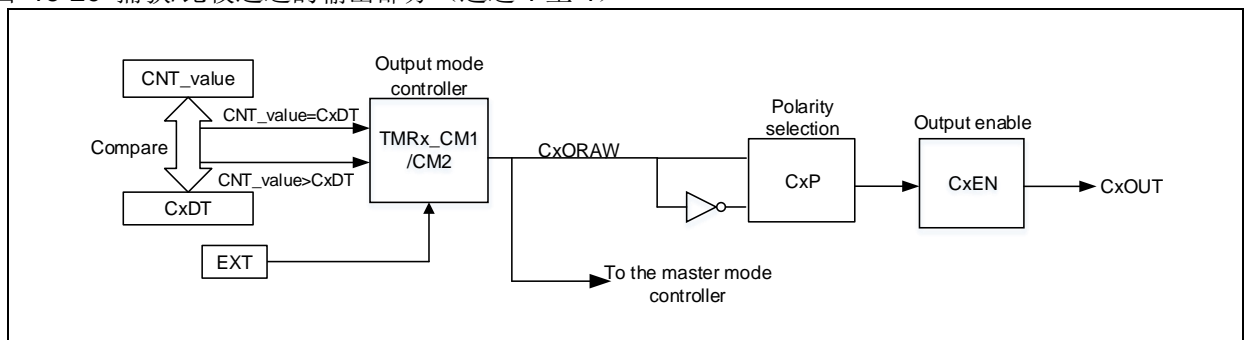 CNT_value
Compare
CxDT
CNT_value=CxDT
CNT_value>CxDT
EXT
Output mode
controller
TMRx_CM1
/CM2
CxORAW
To the master mode
controller
Polarity
selection
CxP
Output enable
CxEN
CxOUT